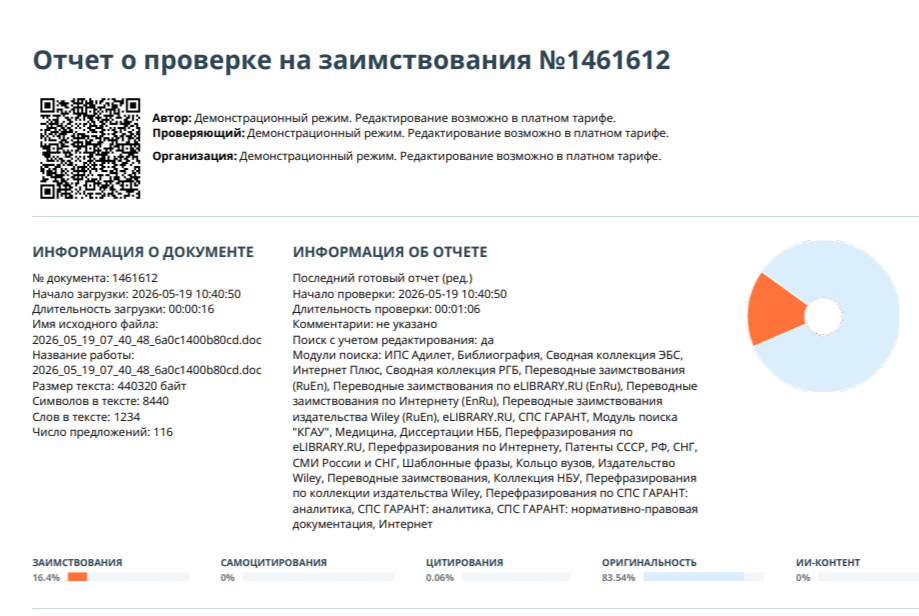 Отчет о проверке на заимствования №1461612
Автор: Демонстрационный режим. Редактирование возможно в платном тарифе.
Проверяющий: Демонстрационный режим. Редактирование возможно в платном тарифе.
Организация: Демонстрационный режим. Редактирование возможно в платном тарифе.
ИНФОРМАЦИЯ О ДОКУМЕНТЕ
№ документа: 1461612
Начало загрузки: 2026-05-19 10:40:50
Длительность загрузки: 00:00:16
Имя исходного файла:
2026_05_19_07_40_48_6a0c1400b80cd.doc
Название работы:
2026_05_19_07_40_48_6a0c1400b80cd.doc
Размер текста: 440320 байт
Символов в тексте: 8440
Слов в тексте: 1234
Число предложений: 116
ИНФОРМАЦИЯ ОБ ОТЧЕТЕ
Последний готовый отчет (ред.)
Начало проверки: 2026-05-19 10:40:50
Длительность проверки: 00:01:06
Комментарии: не указано
Поиск с учетом редактирования: да
Модули поиска: ИПС Адилет, Библиография, Сводная коллекция ЭБС,
Интернет Плюс, Сводная коллекция РГБ, Переводные заимствования
(RuEn), Переводные заимствования по eLIBRARY.RU (EnRu), Переводные
заимствования по Интернету (EnRu), Переводные заимствования
издательства Wiley (RuEn), eLIBRARY.RU, СПС ГАРАНТ, Модуль поиска
"КГАУ", Медицина, Диссертации НББ, Перефразирования по
eLIBRARY.RU, Перефразирования по Интернету, Патенты СССР, РФ, СНГ,
СМИ России и СНГ, Шаблонные фразы, Кольцо вузов, Издательство
Wiley, Переводные заимствования, Коллекция НБУ, Перефразирования
по коллекции издательства Wiley, Перефразирования по СПС ГАРАНТ:
аналитика, СПС ГАРАНТ: аналитика, СПС ГАРАНТ: нормативно-правовая
документация, Интернет
ЗАИМСТВОВАНИЯ
16.4%
САМОЦИТИРОВАНИЯ
0%
ЦИТИРОВАНИЯ
0.06%
ОРИГИНАЛЬНОСТЬ
83.54%
ИИ-КОНТЕНТ
0%